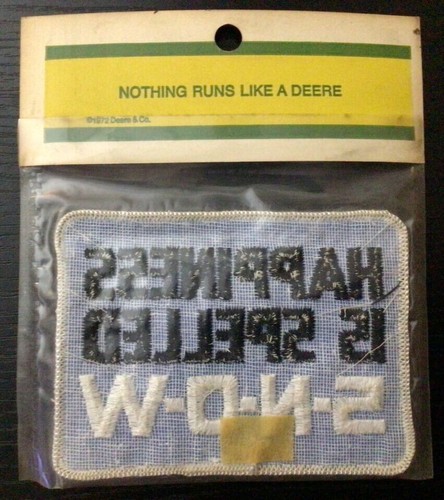 NOTHING RUNS LIKE A DEERE
©1972 Deere & Co.
HAPPINESS
IS SPELLED
S-N-O-W